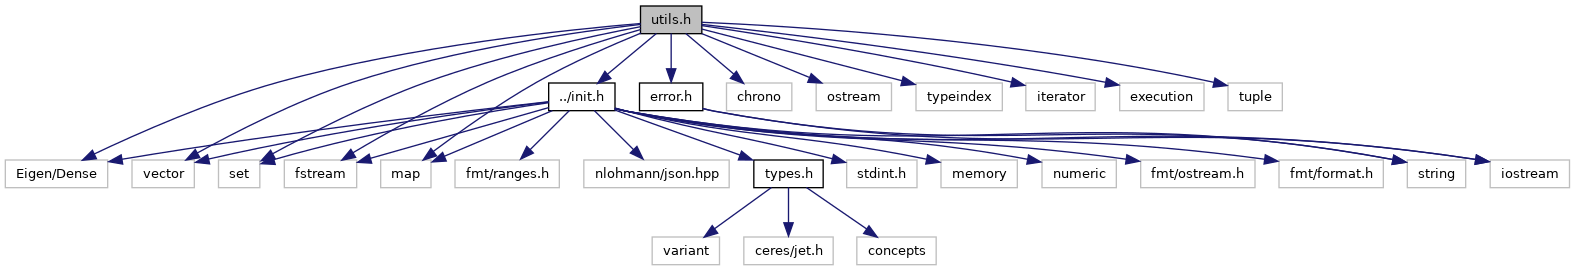 utils.h
../init.h
error.h
chrono
ostream
typeindex
iterator
execution
tuple
Eigen/Dense
vector
set
fstream
map
fmt/ranges.h
nlohmann/json.hpp
types.h
stdint.h
memory
numeric
fmt/ostream.h
fmt/format.h
string
iostream
variant
ceres/jet.h
concepts